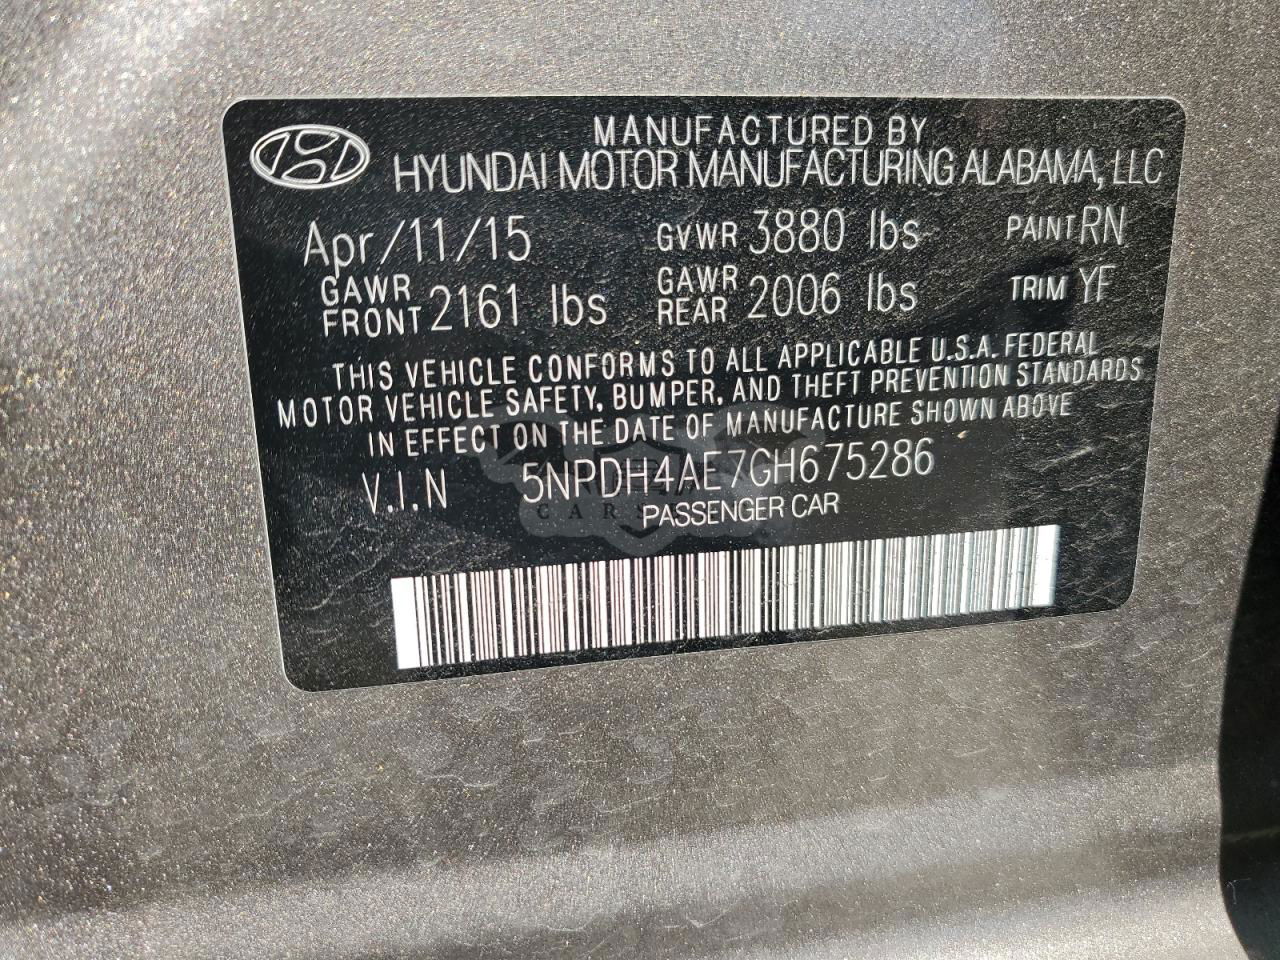 MANUFACTURED BY
HYUNDAI MOTOR MANUFACTURING ALABAMA, LLC
Apr/11/15 GVWR 3880 lbs PAINT RN
GAWR FRONT 2161 lbs GAWR REAR 2006 lbs TRIM YF
THIS VEHICLE CONFORMS TO ALL APPLICABLE U.S.A. FEDERAL
MOTOR VEHICLE SAFETY, BUMPER, AND THEFT PREVENTION STANDARDS
IN EFFECT ON THE DATE OF MANUFACTURE SHOWN ABOVE
V.I.N 5NPDH4AE7GH675286
PASSENGER CAR